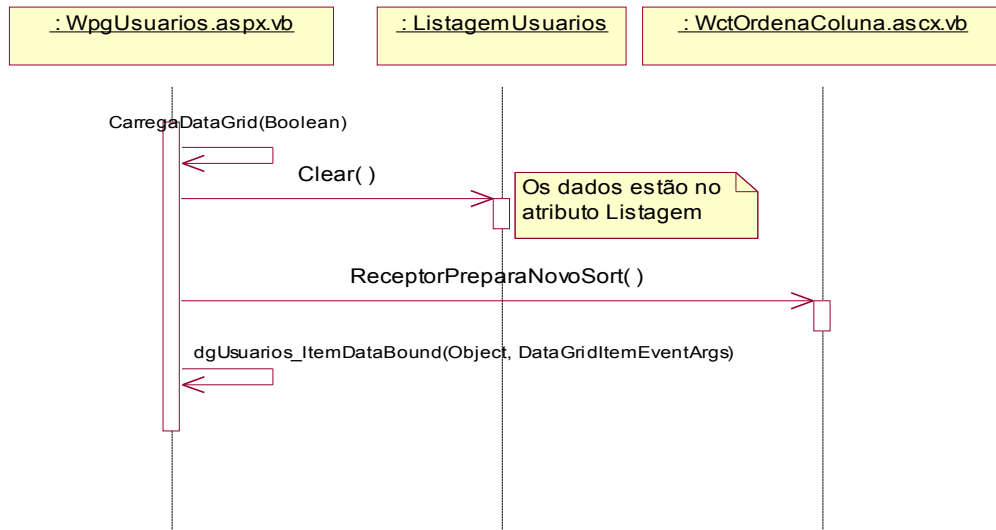 : WpgUsuarios.aspx.vb
: ListagemUsuarios
: WctOrdenaColuna.ascx.vb
CarregaDataGrid(Boolean)
Clear( )
Os dados estão no
atributo Listagem
ReceptorPreparaNovoSort( )
dgUsuarios_ItemDataBound(Object, DataGridItemEventArgs)